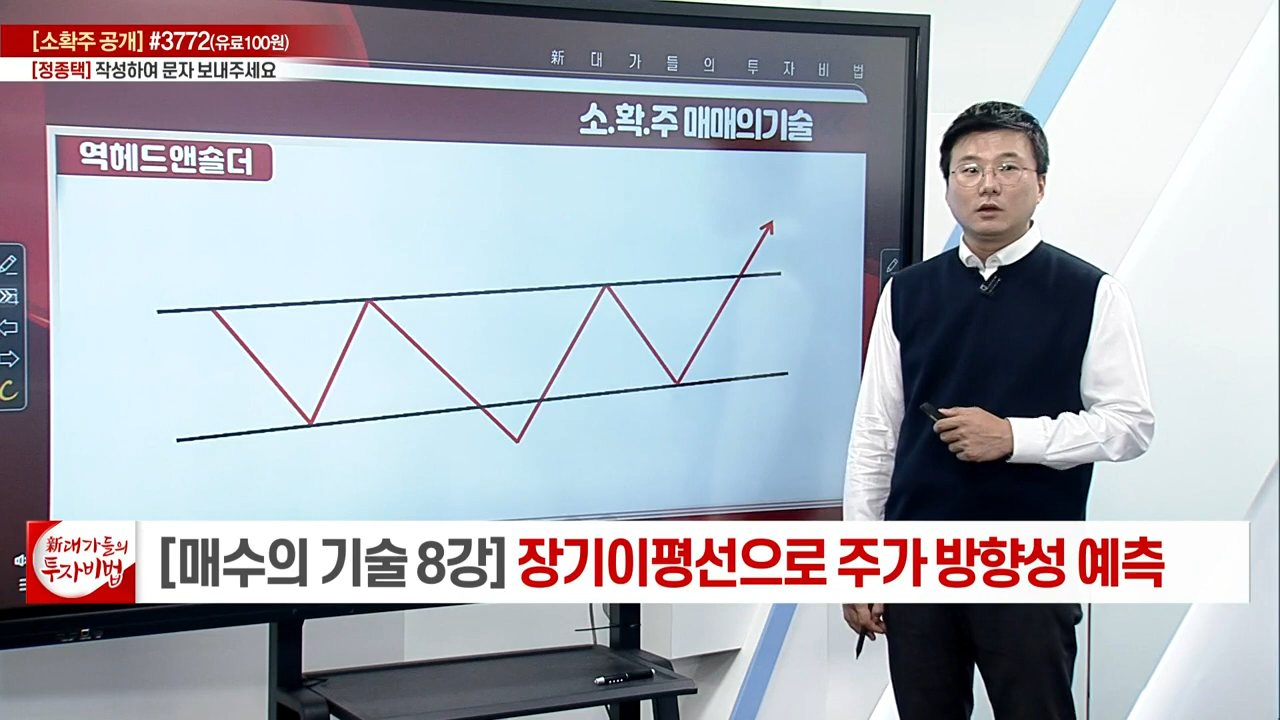 [소확주 공개] #3772(유료100원)
[정종택] 작성하여 문자 보내주세요
新 대가들의 투자비법
소.확.주 매매의기술
역헤드앤숄더
新대가들의
투자비법
[매수의 기술 8강] 장기이평선으로 주가 방향성 예측